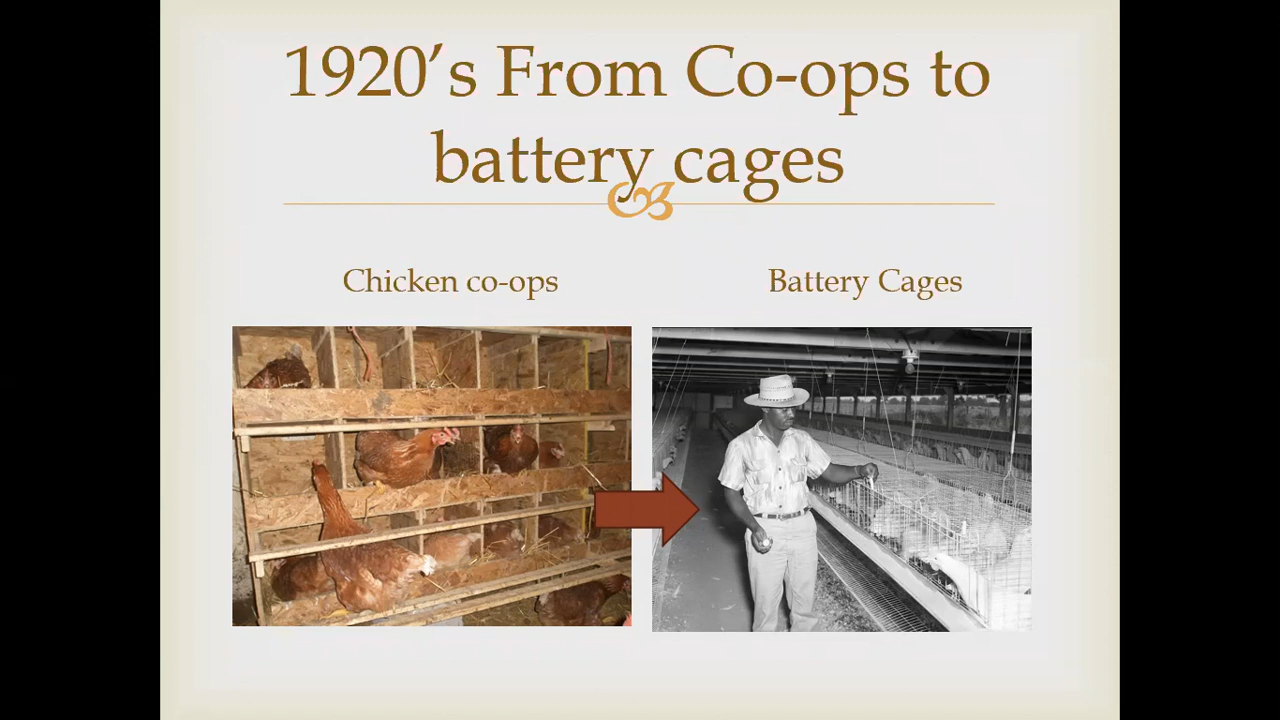 1920’s From Co-ops to
battery cages
Chicken co-ops
Battery Cages